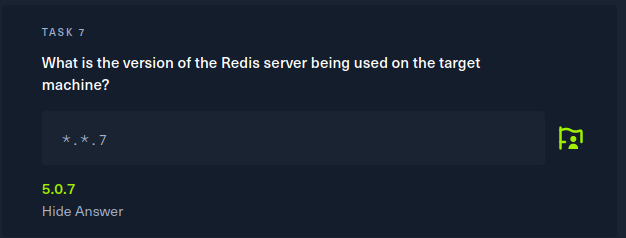 TASK 7
What is the version of the Redis server being used on the target
machine?
*.*.7
5.0.7
Hide Answer